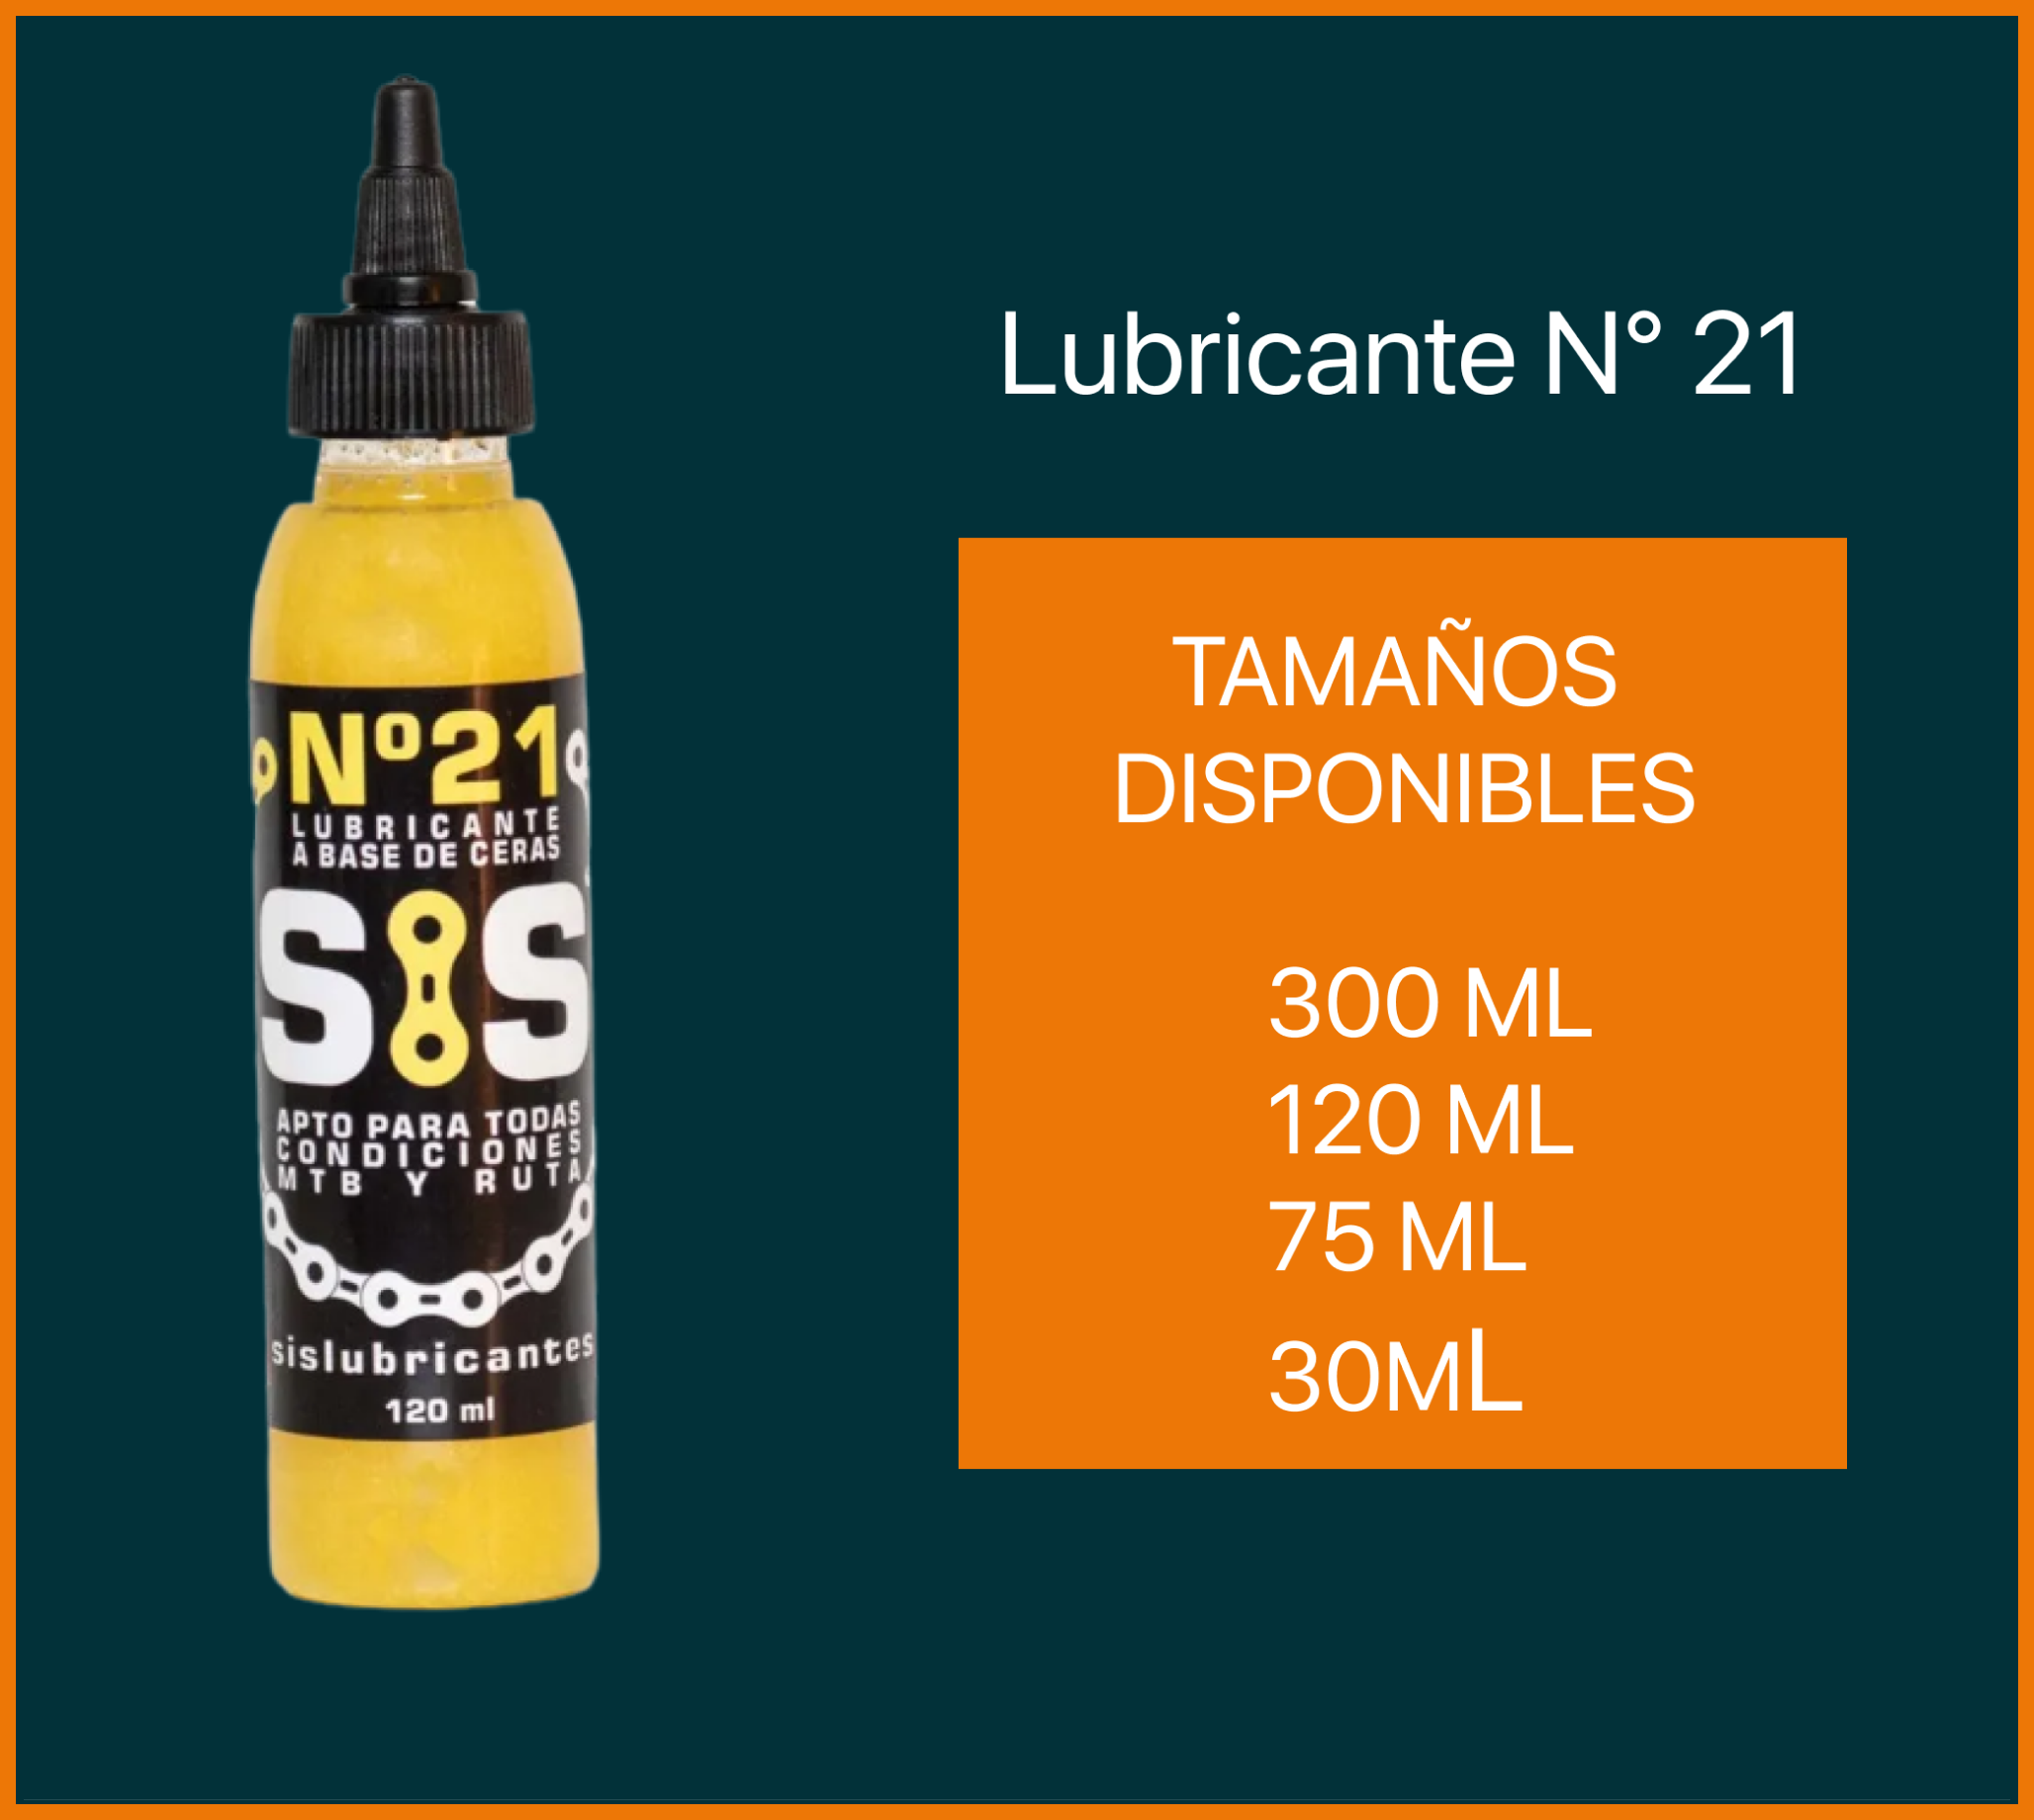 Nº21
LUBRICANTE
A BASE DE CERAS
SIS
APTO PARA TODAS
CONDICIONES
MTB Y RUTA
sislubricantes
120 ml
Lubricante N° 21
TAMAÑOS
DISPONIBLES
300 ML
120 ML
75 ML
30ML